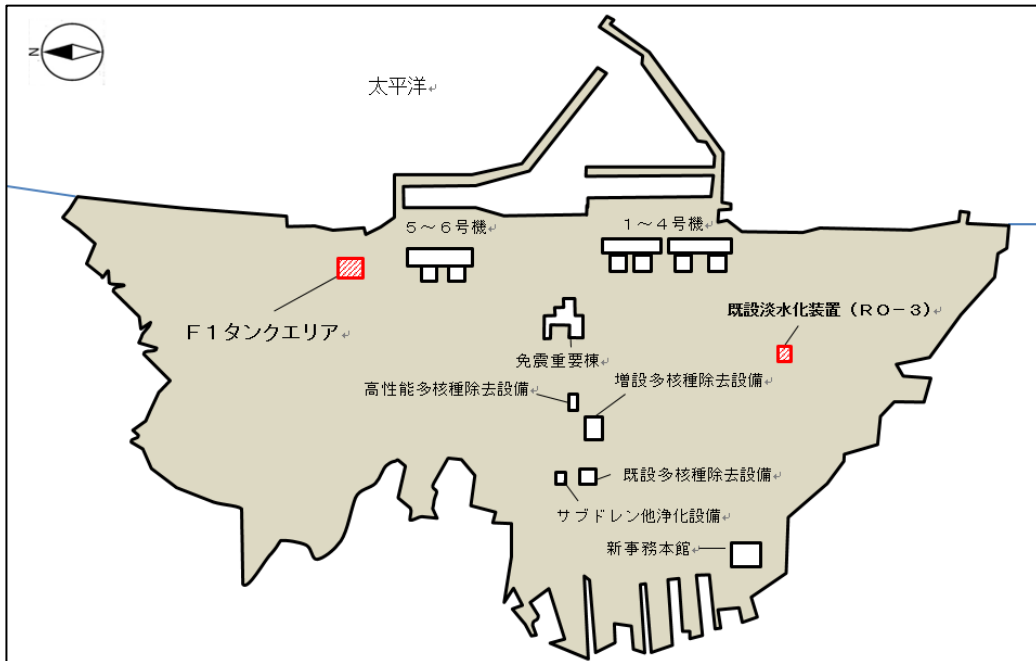 N
太平洋
5~6号機
1~4号機
F1タンクエリア
既設淡水化装置(RO-3)
免震重要棟
高性能多核種除去設備
増設多核種除去設備
既設多核種除去設備
サブドレン他浄化設備
新事務本館